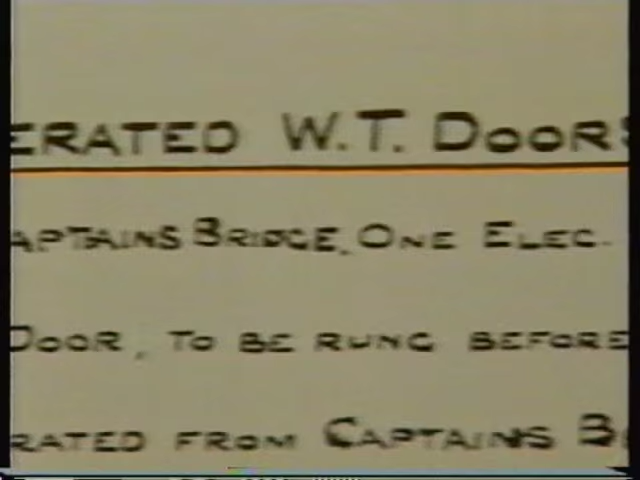 ERATED W.T. DOORS
APTAINS BRIDGE, ONE ELEC.
DOOR, TO BE RUNG BEFORE
RATED FROM CAPTAINS B